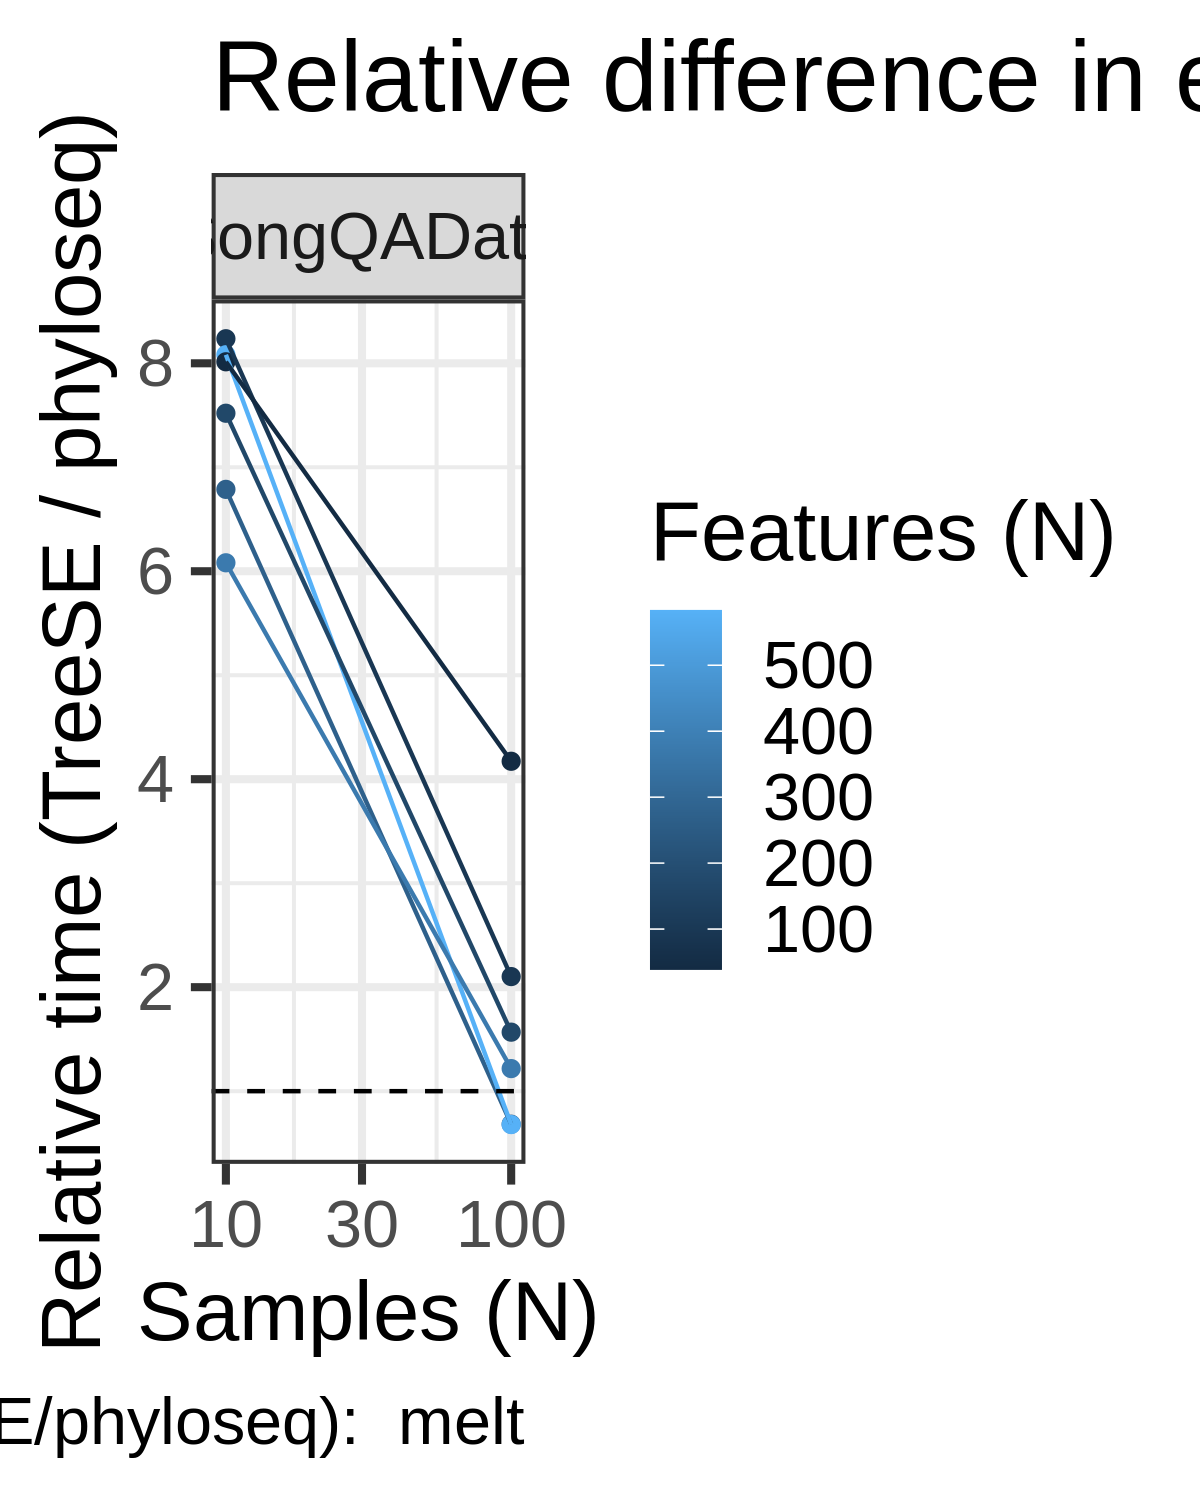 Relative difference in e
ongQADat
Relative time (TreeSE / phyloseq)
8
6
4
2
10 30 100
Samples (N)
Features (N)
500
400
300
200
100
E/phyloseq): melt